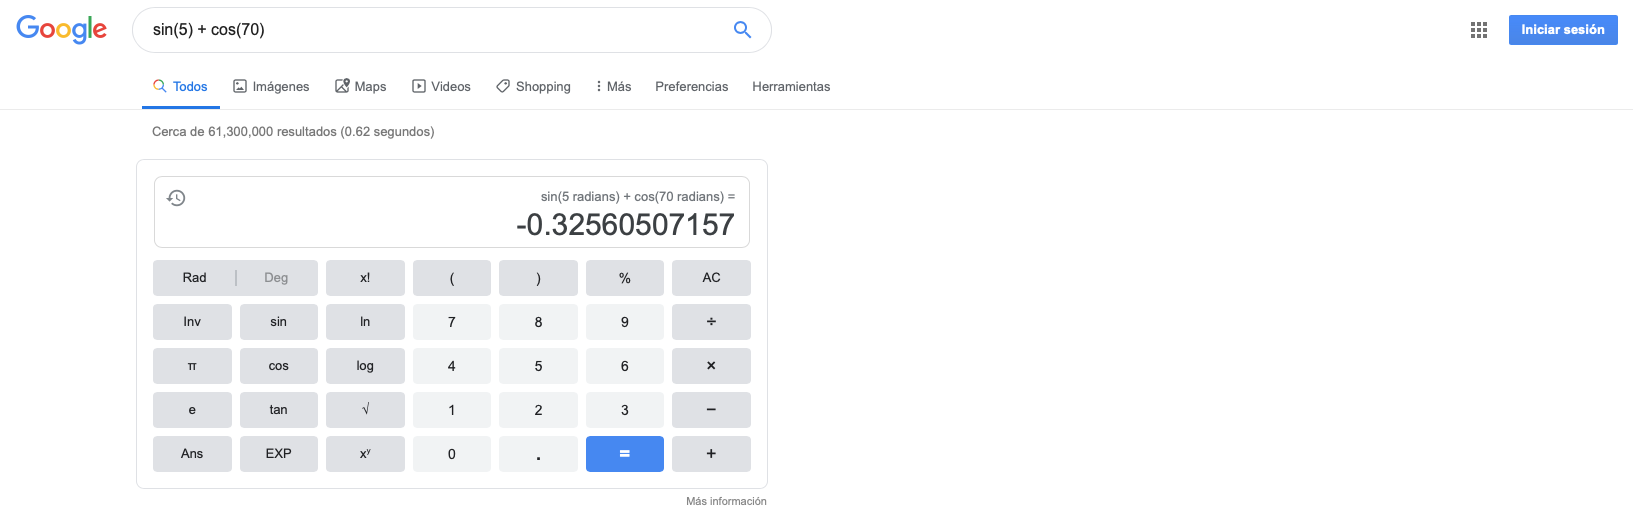 Google
sin(5) + cos(70)
Iniciar sesión
Todos Imágenes Maps Videos Shopping Más Preferencias Herramientas
Cerca de 61,300,000 resultados (0.62 segundos)
sin(5 radians) + cos(70 radians) =
-0.32560507157
Rad | Deg x! ( ) % AC
Inv sin ln 7 8 9 ÷
π cos log 4 5 6 ×
e tan √ 1 2 3 −
Ans EXP xʸ 0 . = +
Más información